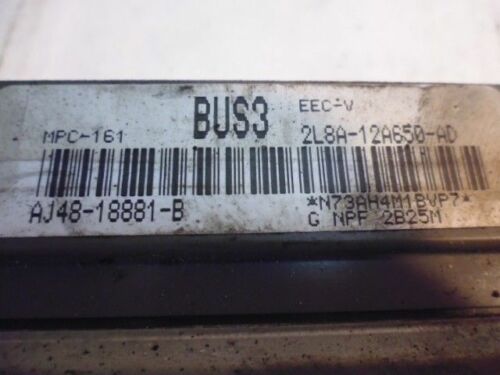 BUS3 EEC-V
MPC-161 2L8A-12A650-AD
AJ48-18881-B *N73AH4M1BVP7*
G NPF 2B25M